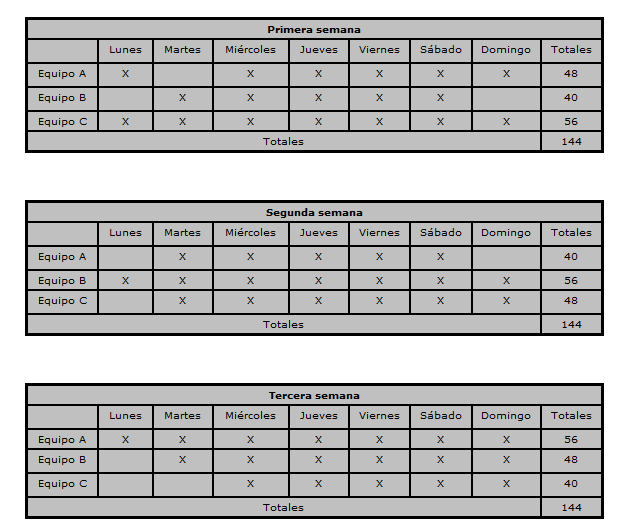 Primera semana
Lunes Martes Miércoles Jueves Viernes Sábado Domingo Totales
Equipo A X X X X X X 48
Equipo B X X X X X 40
Equipo C X X X X X X X 56
Totales 144
Segunda semana
Lunes Martes Miércoles Jueves Viernes Sábado Domingo Totales
Equipo A X X X X X 40
Equipo B X X X X X X X 56
Equipo C X X X X X X 48
Totales 144
Tercera semana
Lunes Martes Miércoles Jueves Viernes Sábado Domingo Totales
Equipo A X X X X X X X 56
Equipo B X X X X X X 48
Equipo C X X X X X 40
Totales 144